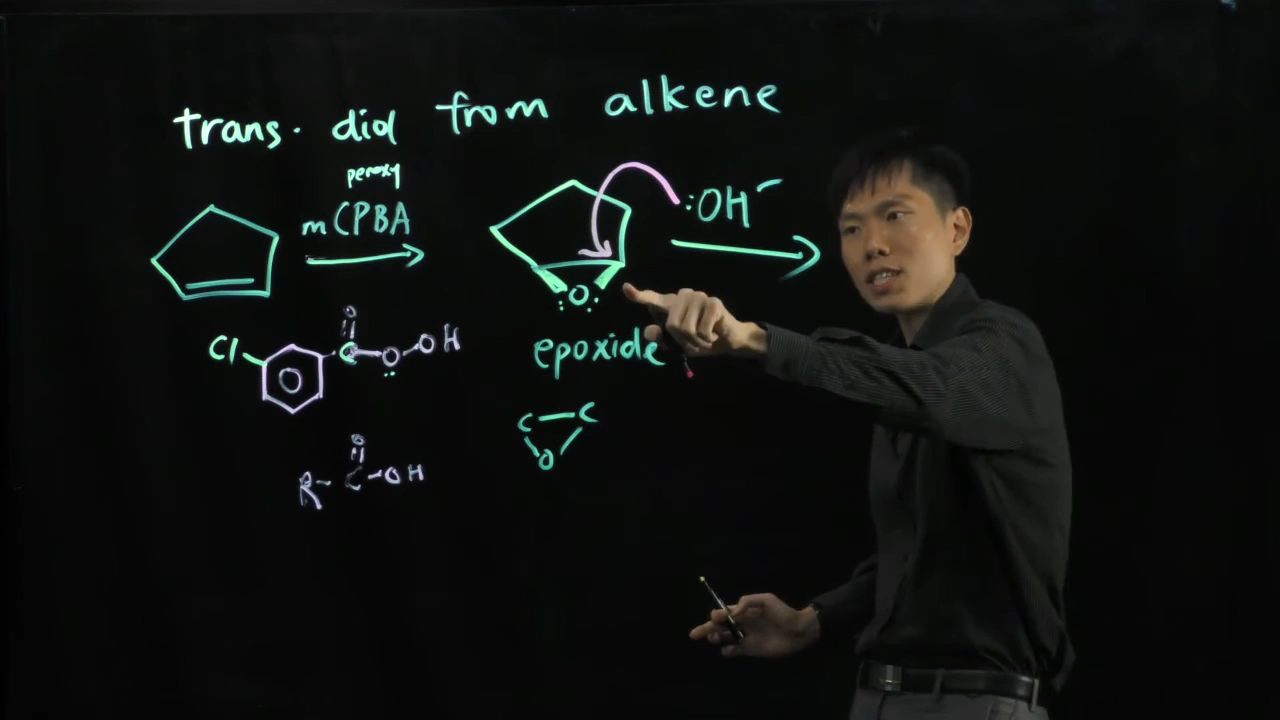 trans. diol from alkene
peroxy
mCPBA
:OH⁻
:O:
O
Cl
C-O-OH
epoxide
C-C
O
O
R-C-OH